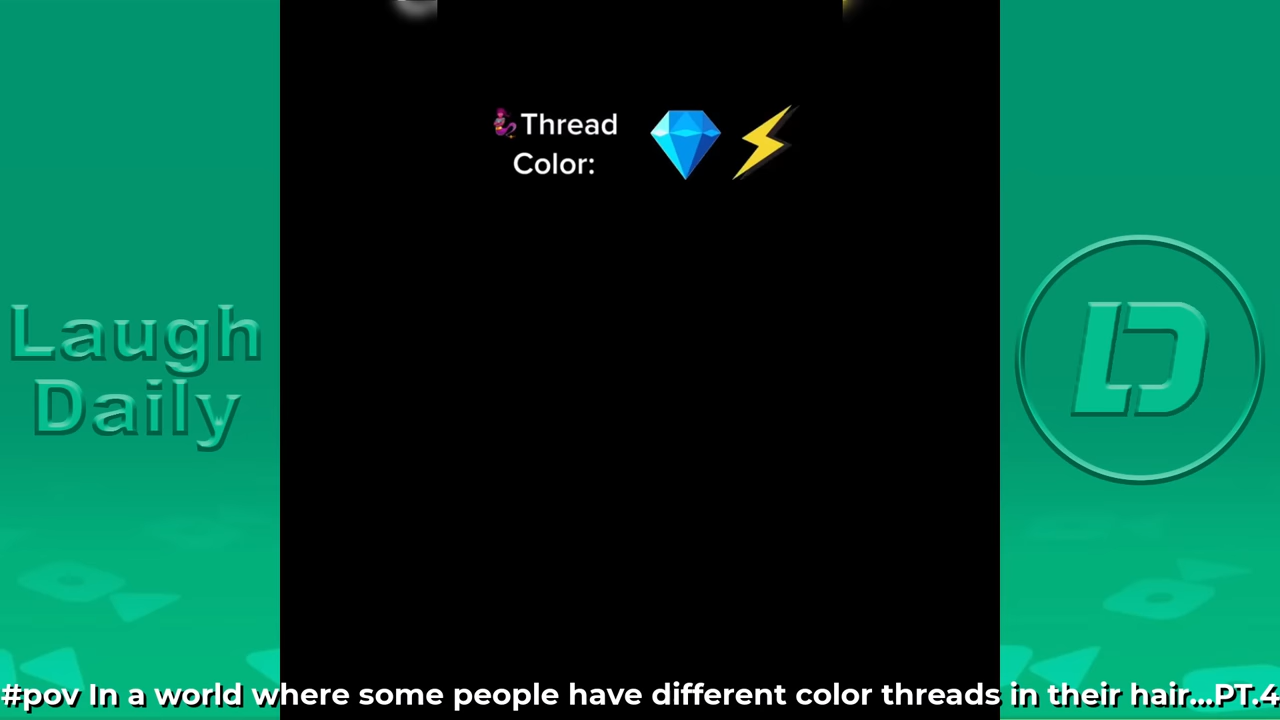 🧞‍♀️Thread
Color: 💎⚡
Laugh
Daily
LD
#pov In a world where some people have different color threads in their hair...PT.4